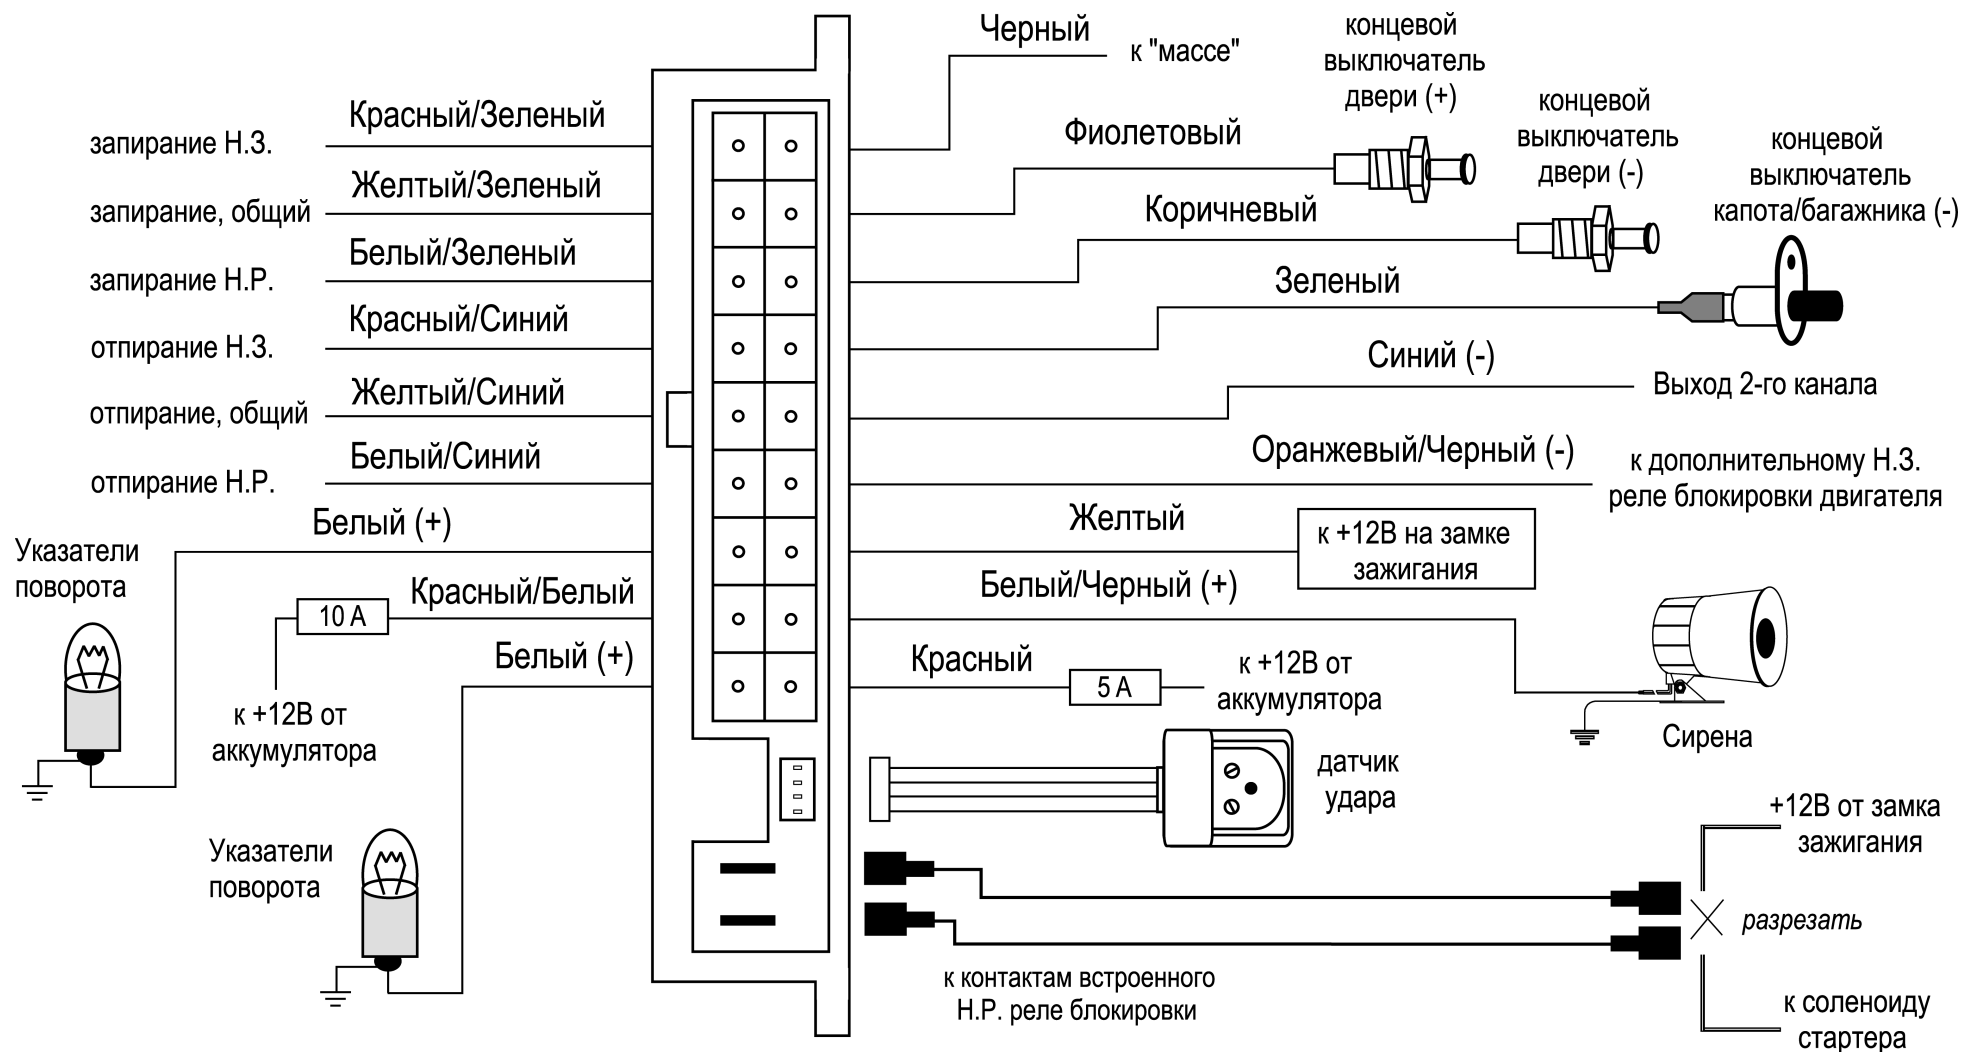 Черный
к "массе"
концевой
выключатель
двери (+)
концевой
выключатель
двери (-)
концевой
выключатель
капота/багажника (-)
запирание Н.З.
Красный/Зеленый
Фиолетовый
запирание, общий
Желтый/Зеленый
Коричневый
запирание Н.Р.
Белый/Зеленый
Зеленый
отпирание Н.З.
Красный/Синий
Синий (-)
Выход 2-го канала
отпирание, общий
Желтый/Синий
Оранжевый/Черный (-)
к дополнительному Н.З.
реле блокировки двигателя
отпирание Н.Р.
Белый/Синий
Белый (+)
Указатели
поворота
Желтый
к +12В на замке
зажигания
Красный/Белый
10 А
к +12В от
аккумулятора
Белый/Черный (+)
Сирена
Белый (+)
Красный
5 А
к +12В от
аккумулятора
датчик
удара
Указатели
поворота
+12В от замка
зажигания
разрезать
к контактам встроенного
Н.Р. реле блокировки
к соленоиду
стартера